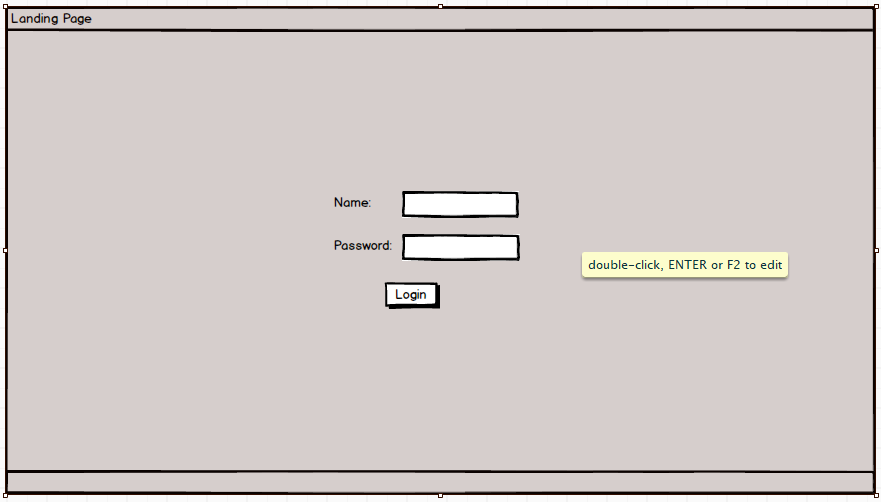 Landing Page
Name:
Password:
double-click, ENTER or F2 to edit
Login